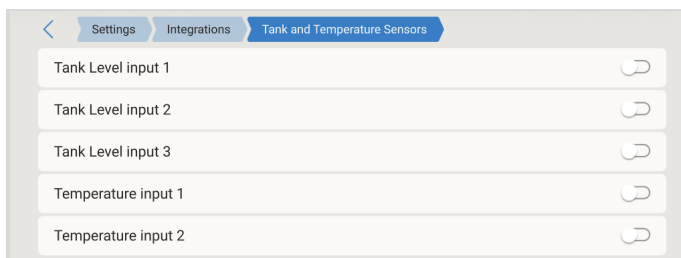 Settings Integrations Tank and Temperature Sensors
Tank Level input 1
Tank Level input 2
Tank Level input 3
Temperature input 1
Temperature input 2